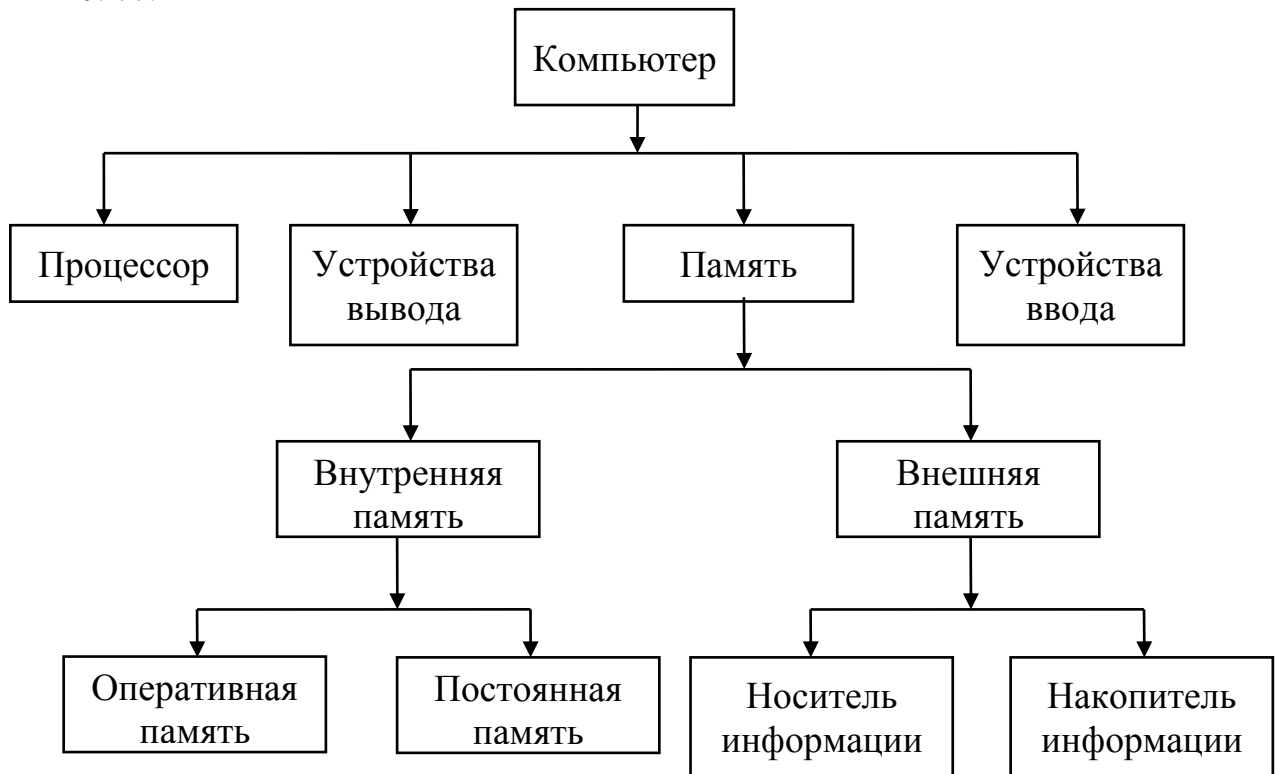 Компьютер
Процессор
Устройства
вывода
Память
Устройства
ввода
Внутренняя
память
Внешняя
память
Оперативная
память
Постоянная
память
Носитель
информации
Накопитель
информации